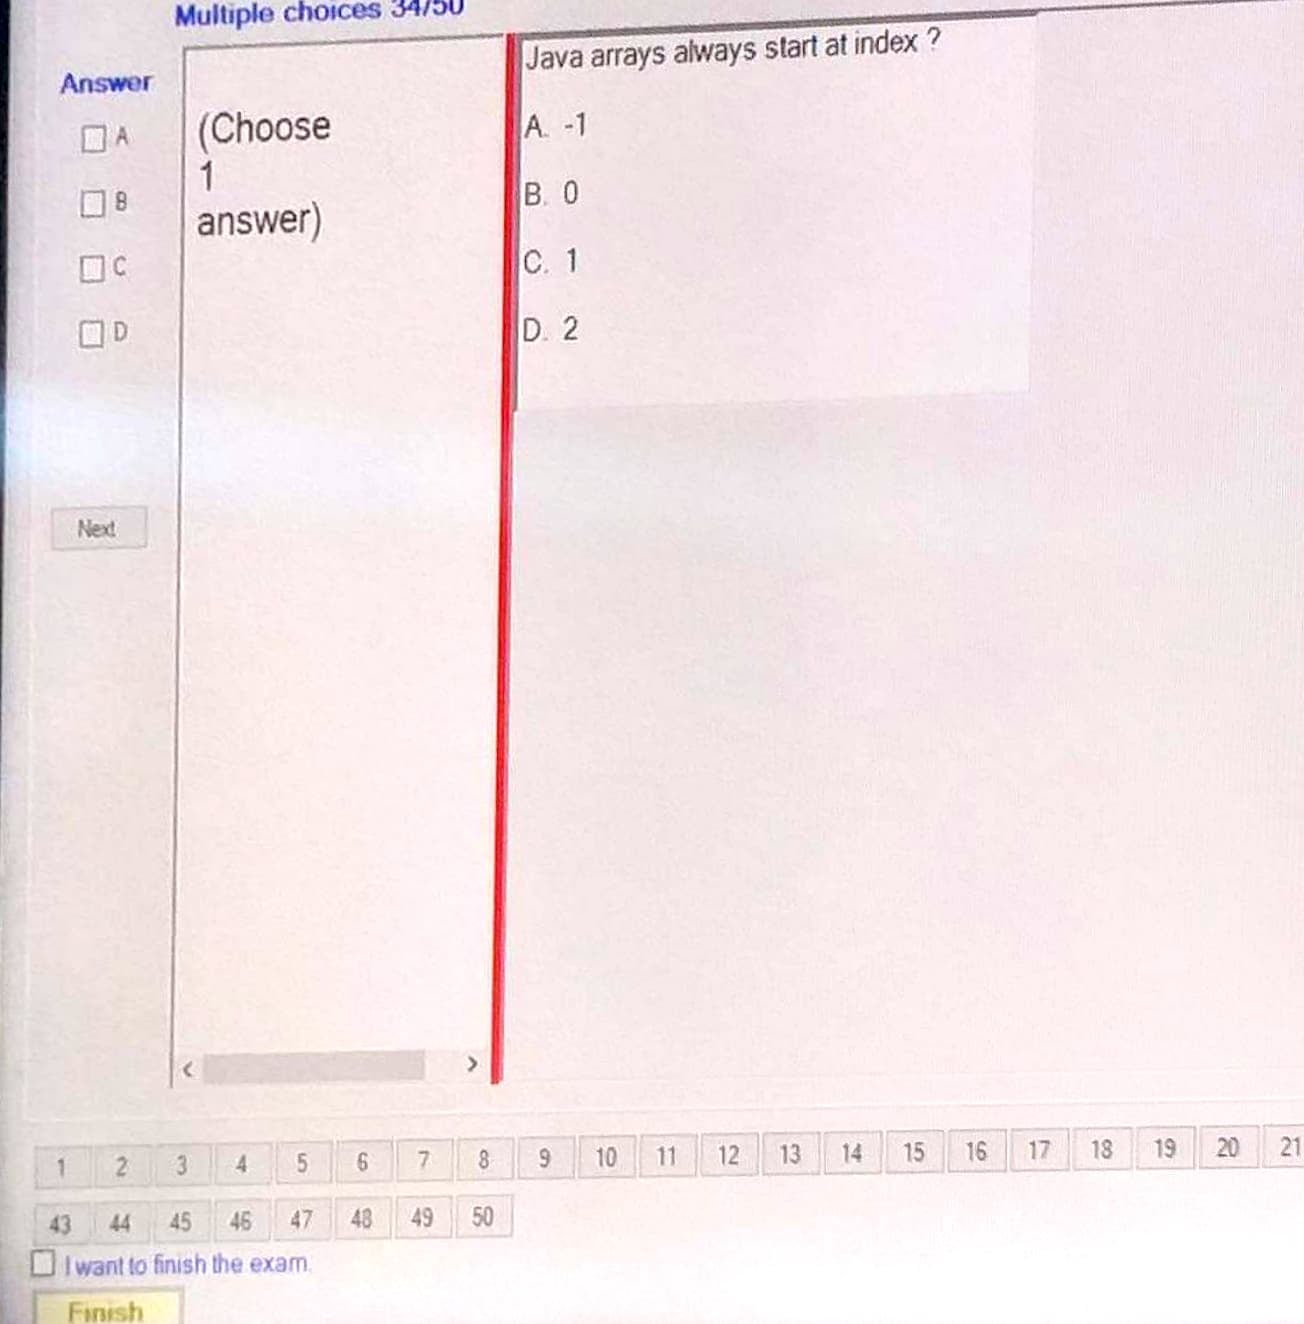 Multiple choices 34/50
Answer
A
B
C
D
(Choose
1
answer)
Java arrays always start at index ?
A. -1
B. 0
C. 1
D. 2
Next
< >
1 2 3 4 5 6 7 8 9 10 11 12 13 14 15 16 17 18 19 20 21
43 44 45 46 47 48 49 50
I want to finish the exam.
Finish